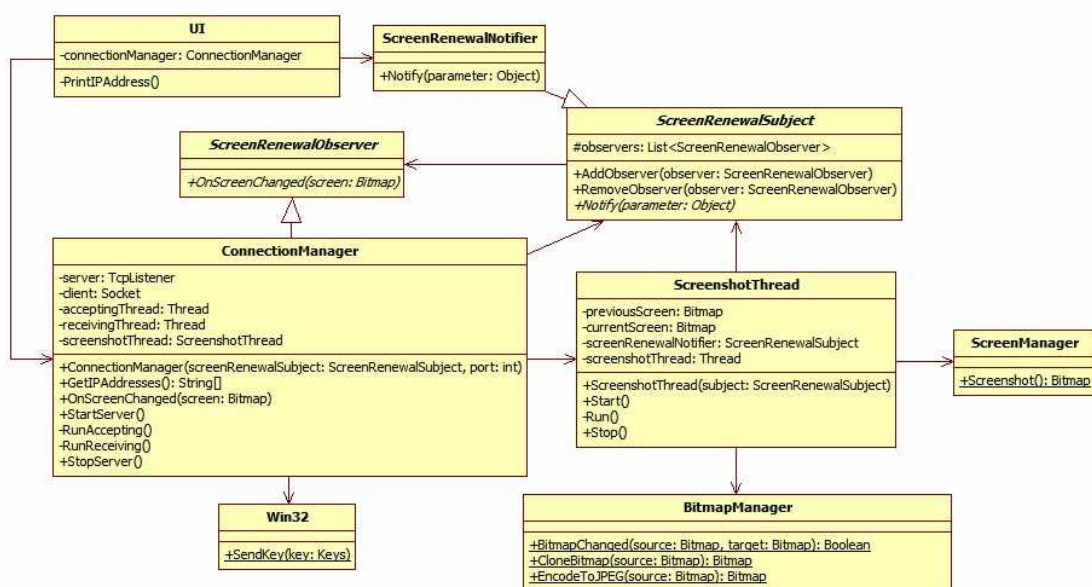 UI
-connectionManager: ConnectionManager
-PrintIPAddress()
ScreenRenewalNotifier
+Notify(parameter: Object)
ScreenRenewalSubject
#observers: List<ScreenRenewalObserver>
+AddObserver(observer: ScreenRenewalObserver)
+RemoveObserver(observer: ScreenRenewalObserver)
+Notify(parameter: Object)
ScreenRenewalObserver
+OnScreenChanged(screen: Bitmap)
ConnectionManager
-server: TcpListener
-client: Socket
-acceptingThread: Thread
-receivingThread: Thread
-screenshotThread: ScreenshotThread
+ConnectionManager(screenRenewalSubject: ScreenRenewalSubject, port: int)
+GetIPAddresses(): String[]
+OnScreenChanged(screen: Bitmap)
+StartServer()
-RunAccepting()
-RunReceiving()
+StopServer()
ScreenshotThread
-previousScreen: Bitmap
-currentScreen: Bitmap
-screenRenewalNotifier: ScreenRenewalSubject
-screenshotThread: Thread
+ScreenshotThread(subject: ScreenRenewalSubject)
+Start()
-Run()
+Stop()
ScreenManager
+Screenshot(): Bitmap
Win32
+SendKey(key: Keys)
BitmapManager
+BitmapChanged(source: Bitmap, target: Bitmap): Boolean
+CloneBitmap(source: Bitmap): Bitmap
+EncodeToJPEG(source: Bitmap): Bitmap